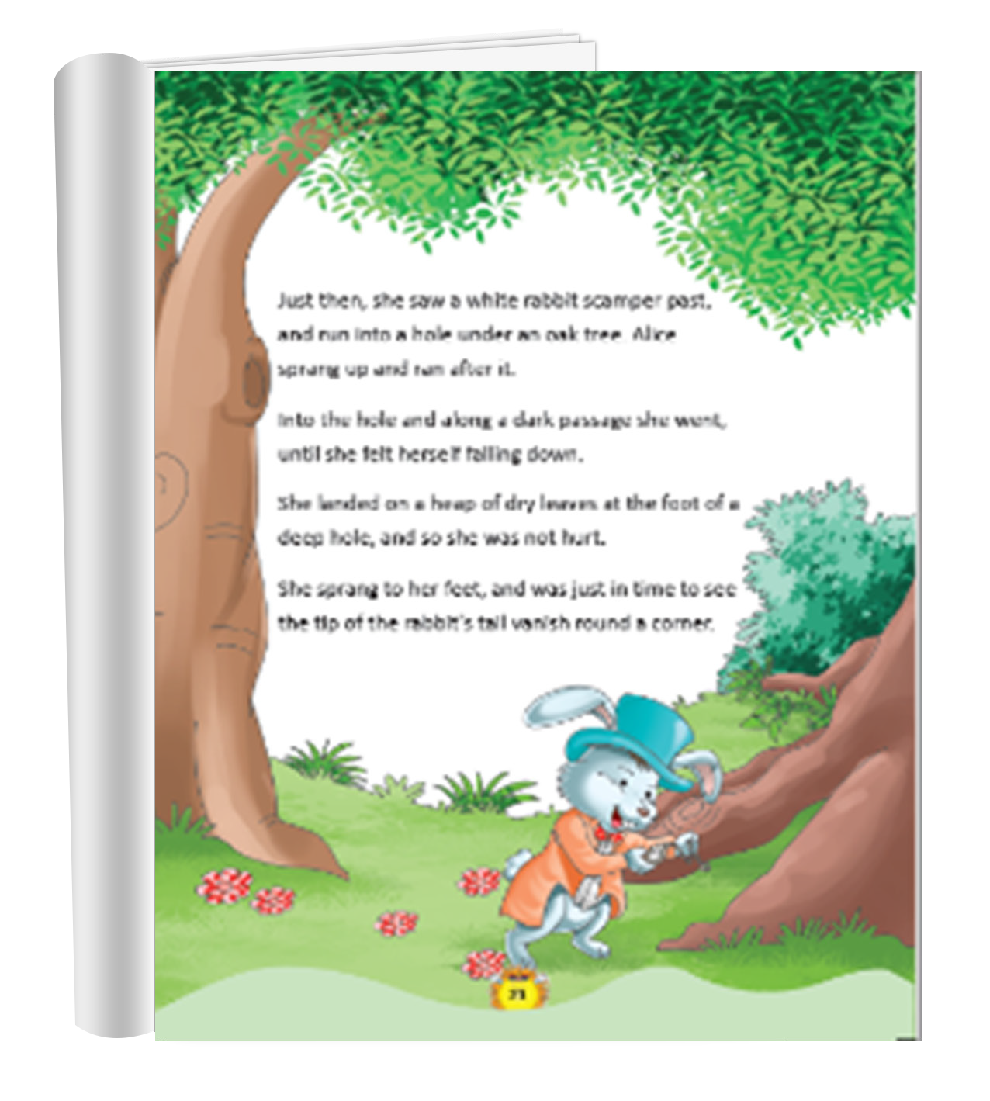 Just then, she saw a white rabbit scamper past,
and run into a hole under an oak tree. Alice
sprang up and ran after it.
Into the hole and along a dark passage she went,
until she felt herself falling down.
She landed on a heap of dry leaves at the foot of a
deep hole, and so she was not hurt.
She sprang to her feet, and was just in time to see
the tip of the rabbit's tail vanish round a corner.